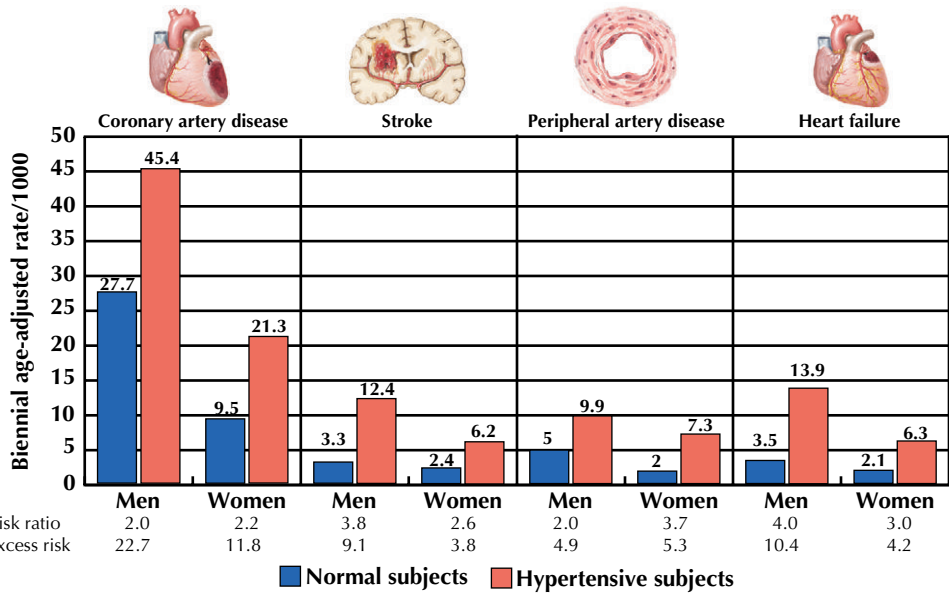 Coronary artery disease Stroke Peripheral artery disease Heart failure
Biennial age-adjusted rate/1000
50
45
40
35
30
25
20
15
10
5
0
27.7 45.4 9.5 21.3 3.3 12.4 2.4 6.2 5 9.9 2 7.3 3.5 13.9 2.1 6.3
Men Women Men Women Men Women Men Women
isk ratio 2.0 2.2 3.8 2.6 2.0 3.7 4.0 3.0
xcess risk 22.7 11.8 9.1 3.8 4.9 5.3 10.4 4.2
Normal subjects Hypertensive subjects